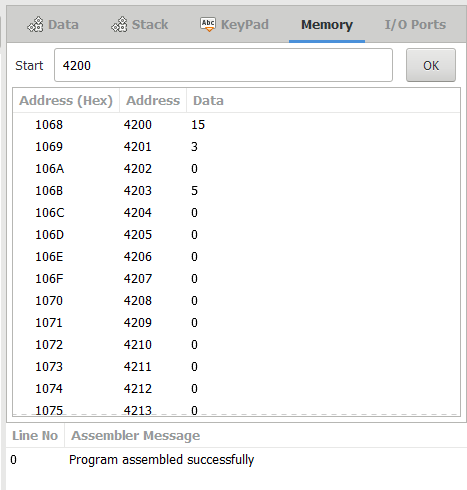 Data Stack KeyPad Memory I/O Ports
Start 4200 OK
Address (Hex) Address Data
1068 4200 15
1069 4201 3
106A 4202 0
106B 4203 5
106C 4204 0
106D 4205 0
106E 4206 0
106F 4207 0
1070 4208 0
1071 4209 0
1072 4210 0
1073 4211 0
1074 4212 0
1075 4213 0
Line No Assembler Message
0 Program assembled successfully